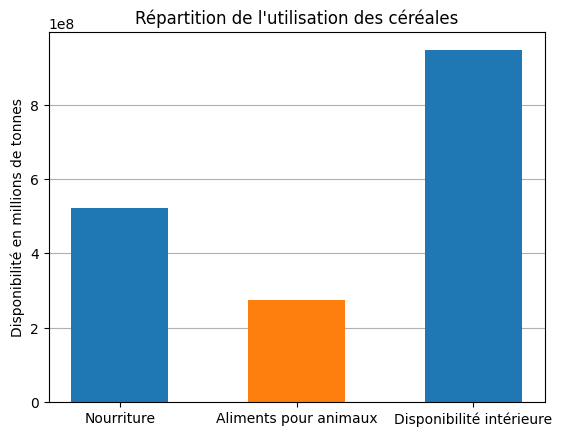 Répartition de l'utilisation des céréales
1e8
Disponibilité en millions de tonnes
8
6
4
2
0
Nourriture
Aliments pour animaux
Disponibilité intérieure